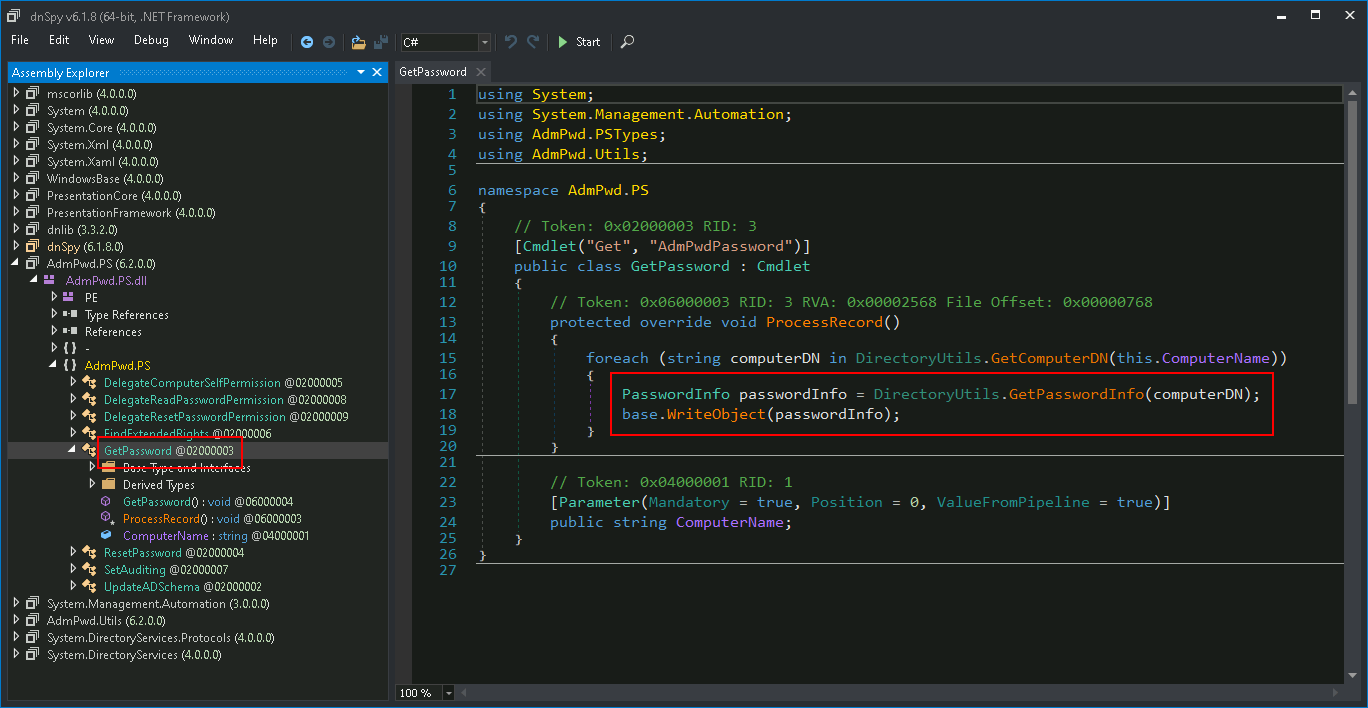 dnSpy v6.1.8 (64-bit, .NET Framework)
File Edit View Debug Window Help C# Start
Assembly Explorer
mscorlib (4.0.0.0)
System (4.0.0.0)
System.Core (4.0.0.0)
System.Xml (4.0.0.0)
System.Xaml (4.0.0.0)
WindowsBase (4.0.0.0)
PresentationCore (4.0.0.0)
PresentationFramework (4.0.0.0)
dnlib (3.3.2.0)
dnSpy (6.1.8.0)
AdmPwd.PS (6.2.0.0)
AdmPwd.PS.dll
PE
Type References
References
{ } -
{ } AdmPwd.PS
DelegateComputerSelfPermission @02000005
DelegateReadPasswordPermission @02000008
DelegateResetPasswordPermission @02000009
FindExtendedRights @02000006
GetPassword @02000003
Base Type and Interfaces
Derived Types
GetPassword() : void @06000004
ProcessRecord() : void @06000003
ComputerName : string @04000001
ResetPassword @02000004
SetAuditing @02000007
UpdateADSchema @02000002
System.Management.Automation (3.0.0.0)
AdmPwd.Utils (6.2.0.0)
System.DirectoryServices.Protocols (4.0.0.0)
System.DirectoryServices (4.0.0.0)
GetPassword
1 using System;
2 using System.Management.Automation;
3 using AdmPwd.PSTypes;
4 using AdmPwd.Utils;
5
6 namespace AdmPwd.PS
7 {
8 // Token: 0x02000003 RID: 3
9 [Cmdlet("Get", "AdmPwdPassword")]
10 public class GetPassword : Cmdlet
11 {
12 // Token: 0x06000003 RID: 3 RVA: 0x00002568 File Offset: 0x00000768
13 protected override void ProcessRecord()
14 {
15 foreach (string computerDN in DirectoryUtils.GetComputerDN(this.ComputerName))
16 {
17 PasswordInfo passwordInfo = DirectoryUtils.GetPasswordInfo(computerDN);
18 base.WriteObject(passwordInfo);
19 }
20 }
21
22 // Token: 0x04000001 RID: 1
23 [Parameter(Mandatory = true, Position = 0, ValueFromPipeline = true)]
24 public string ComputerName;
25 }
26 }
27
100 %